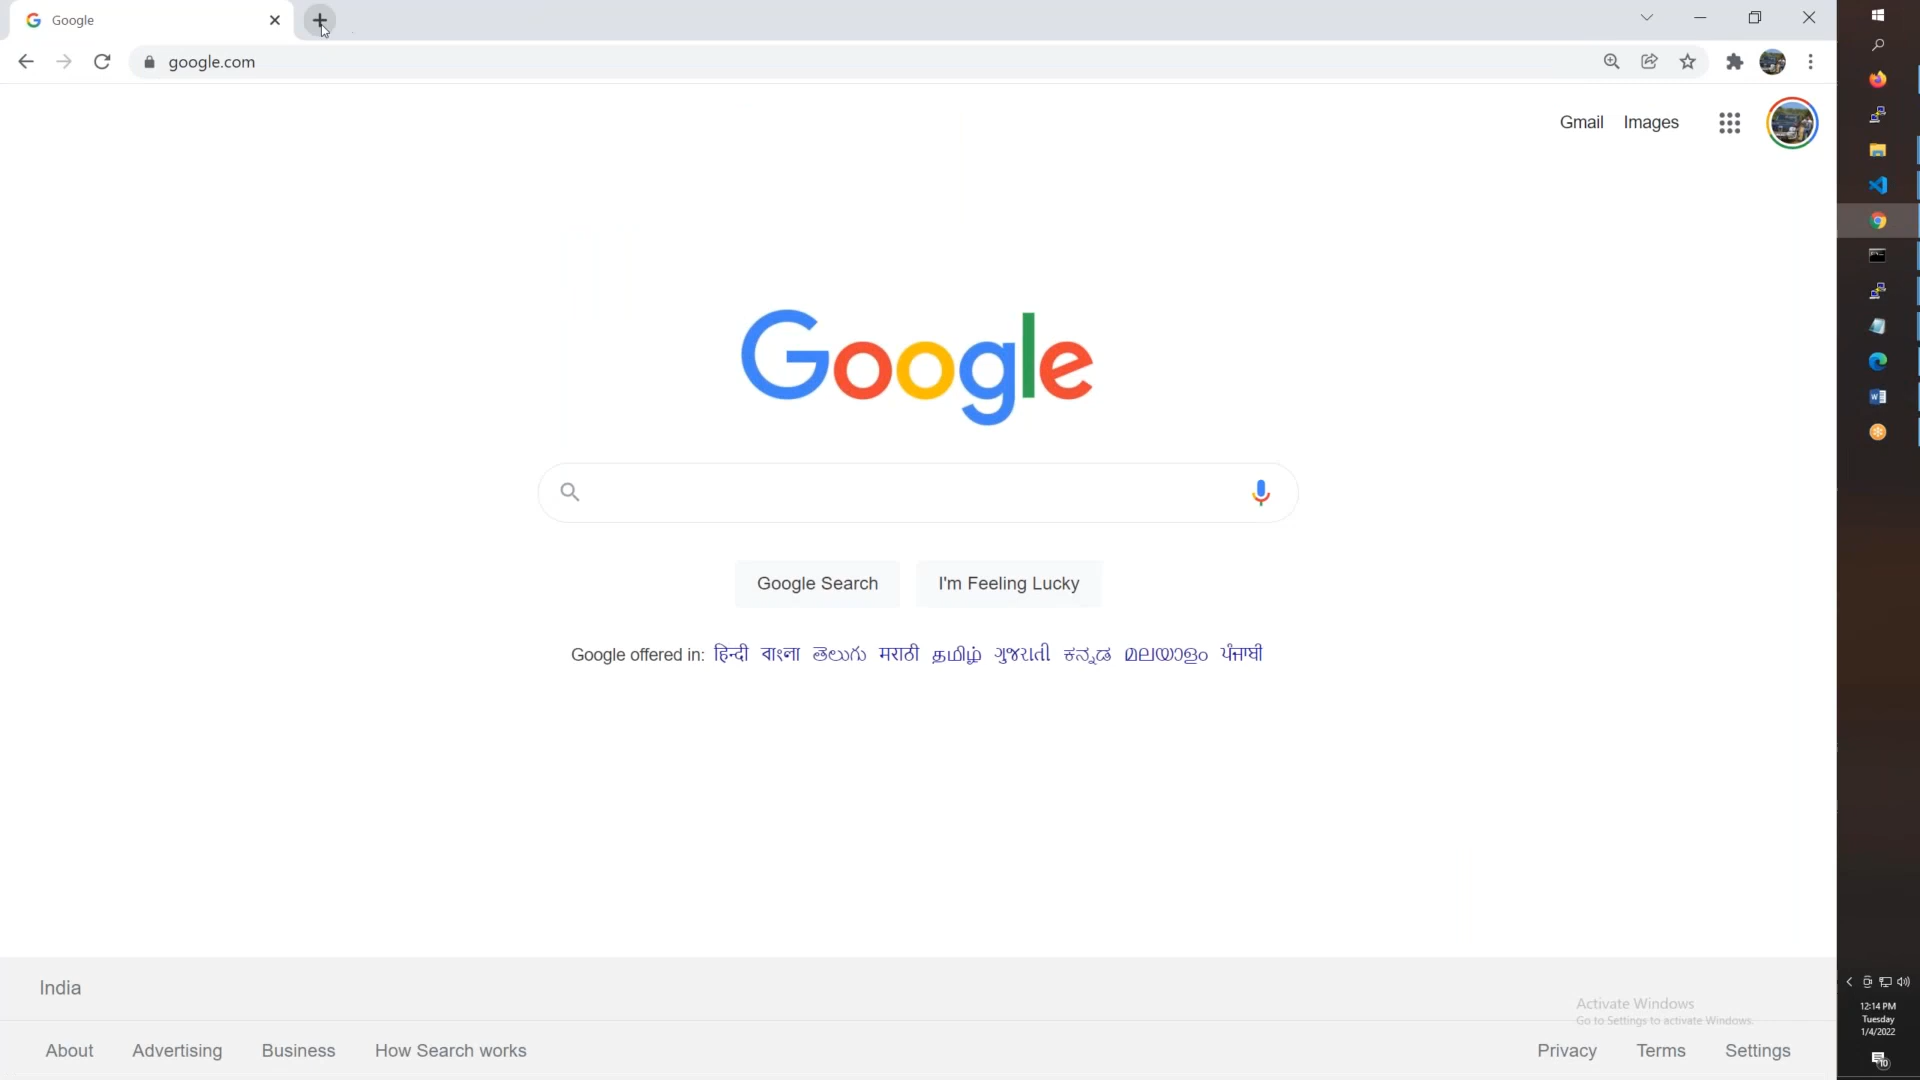 Google
google.com
Gmail Images
Google
Google Search I'm Feeling Lucky
Google offered in: हिन्दी বাংলা తెలుగు मराठी தமிழ் ગુજરાતી ಕನ್ನಡ മലയാളം ਪੰਜਾਬੀ
India
Activate Windows
Go to Settings to activate Windows.
About Advertising Business How Search works
Privacy Terms Settings
12:14 PM
Tuesday
1/4/2022
10